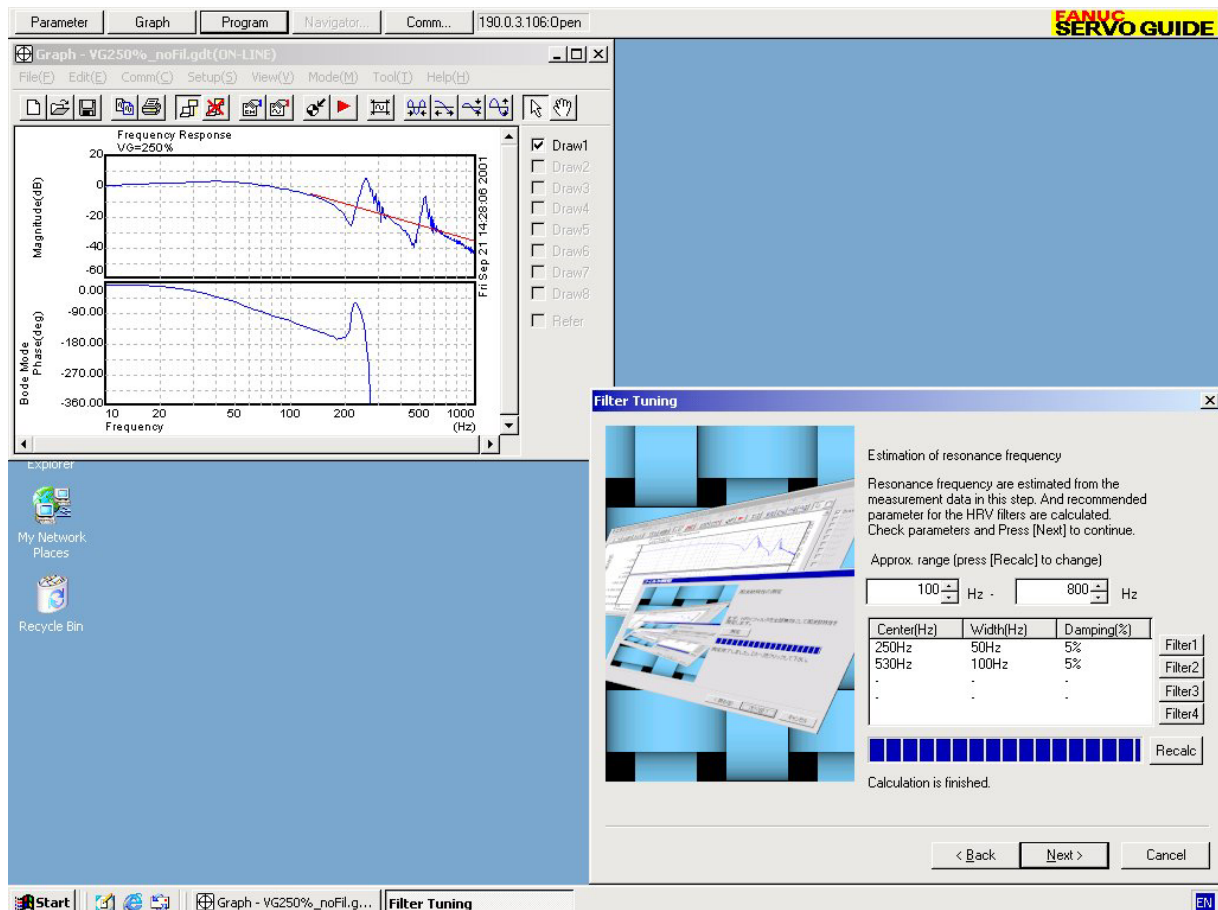 Parameter Graph Program Navigator... Comm... 190.0.3.106:Open
FANUC
SERVO GUIDE
Graph - VG250%_noFil.gdt(ON-LINE)
File(F) Edit(E) Comm(C) Setup(S) View(V) Mode(M) Tool(T) Help(H)
Frequency Response
VG=250%
20
0
-20
-40
-60
Magnitude(dB)
Fri Sep 21 14:28:06 2001
0.00
-90.00
-180.00
-270.00
-360.00
Bode Mode
Phase(deg)
10 20 50 100 200 500 1000
Frequency (Hz)
Draw1
Draw2
Draw3
Draw4
Draw5
Draw6
Draw7
Draw8
Refer
Explorer
My Network
Places
Recycle Bin
Filter Tuning
Estimation of resonance frequency
Resonance frequency are estimated from the
measurement data in this step. And recommended
parameter for the HRV filters are calculated.
Check parameters and Press [Next] to continue.
Approx. range (press [Recalc] to change)
100 Hz - 800 Hz
Center(Hz) Width(Hz) Damping(%)
250Hz 50Hz 5% Filter1
530Hz 100Hz 5% Filter2
- - - Filter3
- - - Filter4
Recalc
Calculation is finished.
< Back Next > Cancel
Start Graph - VG250%_noFil.g... Filter Tuning EN